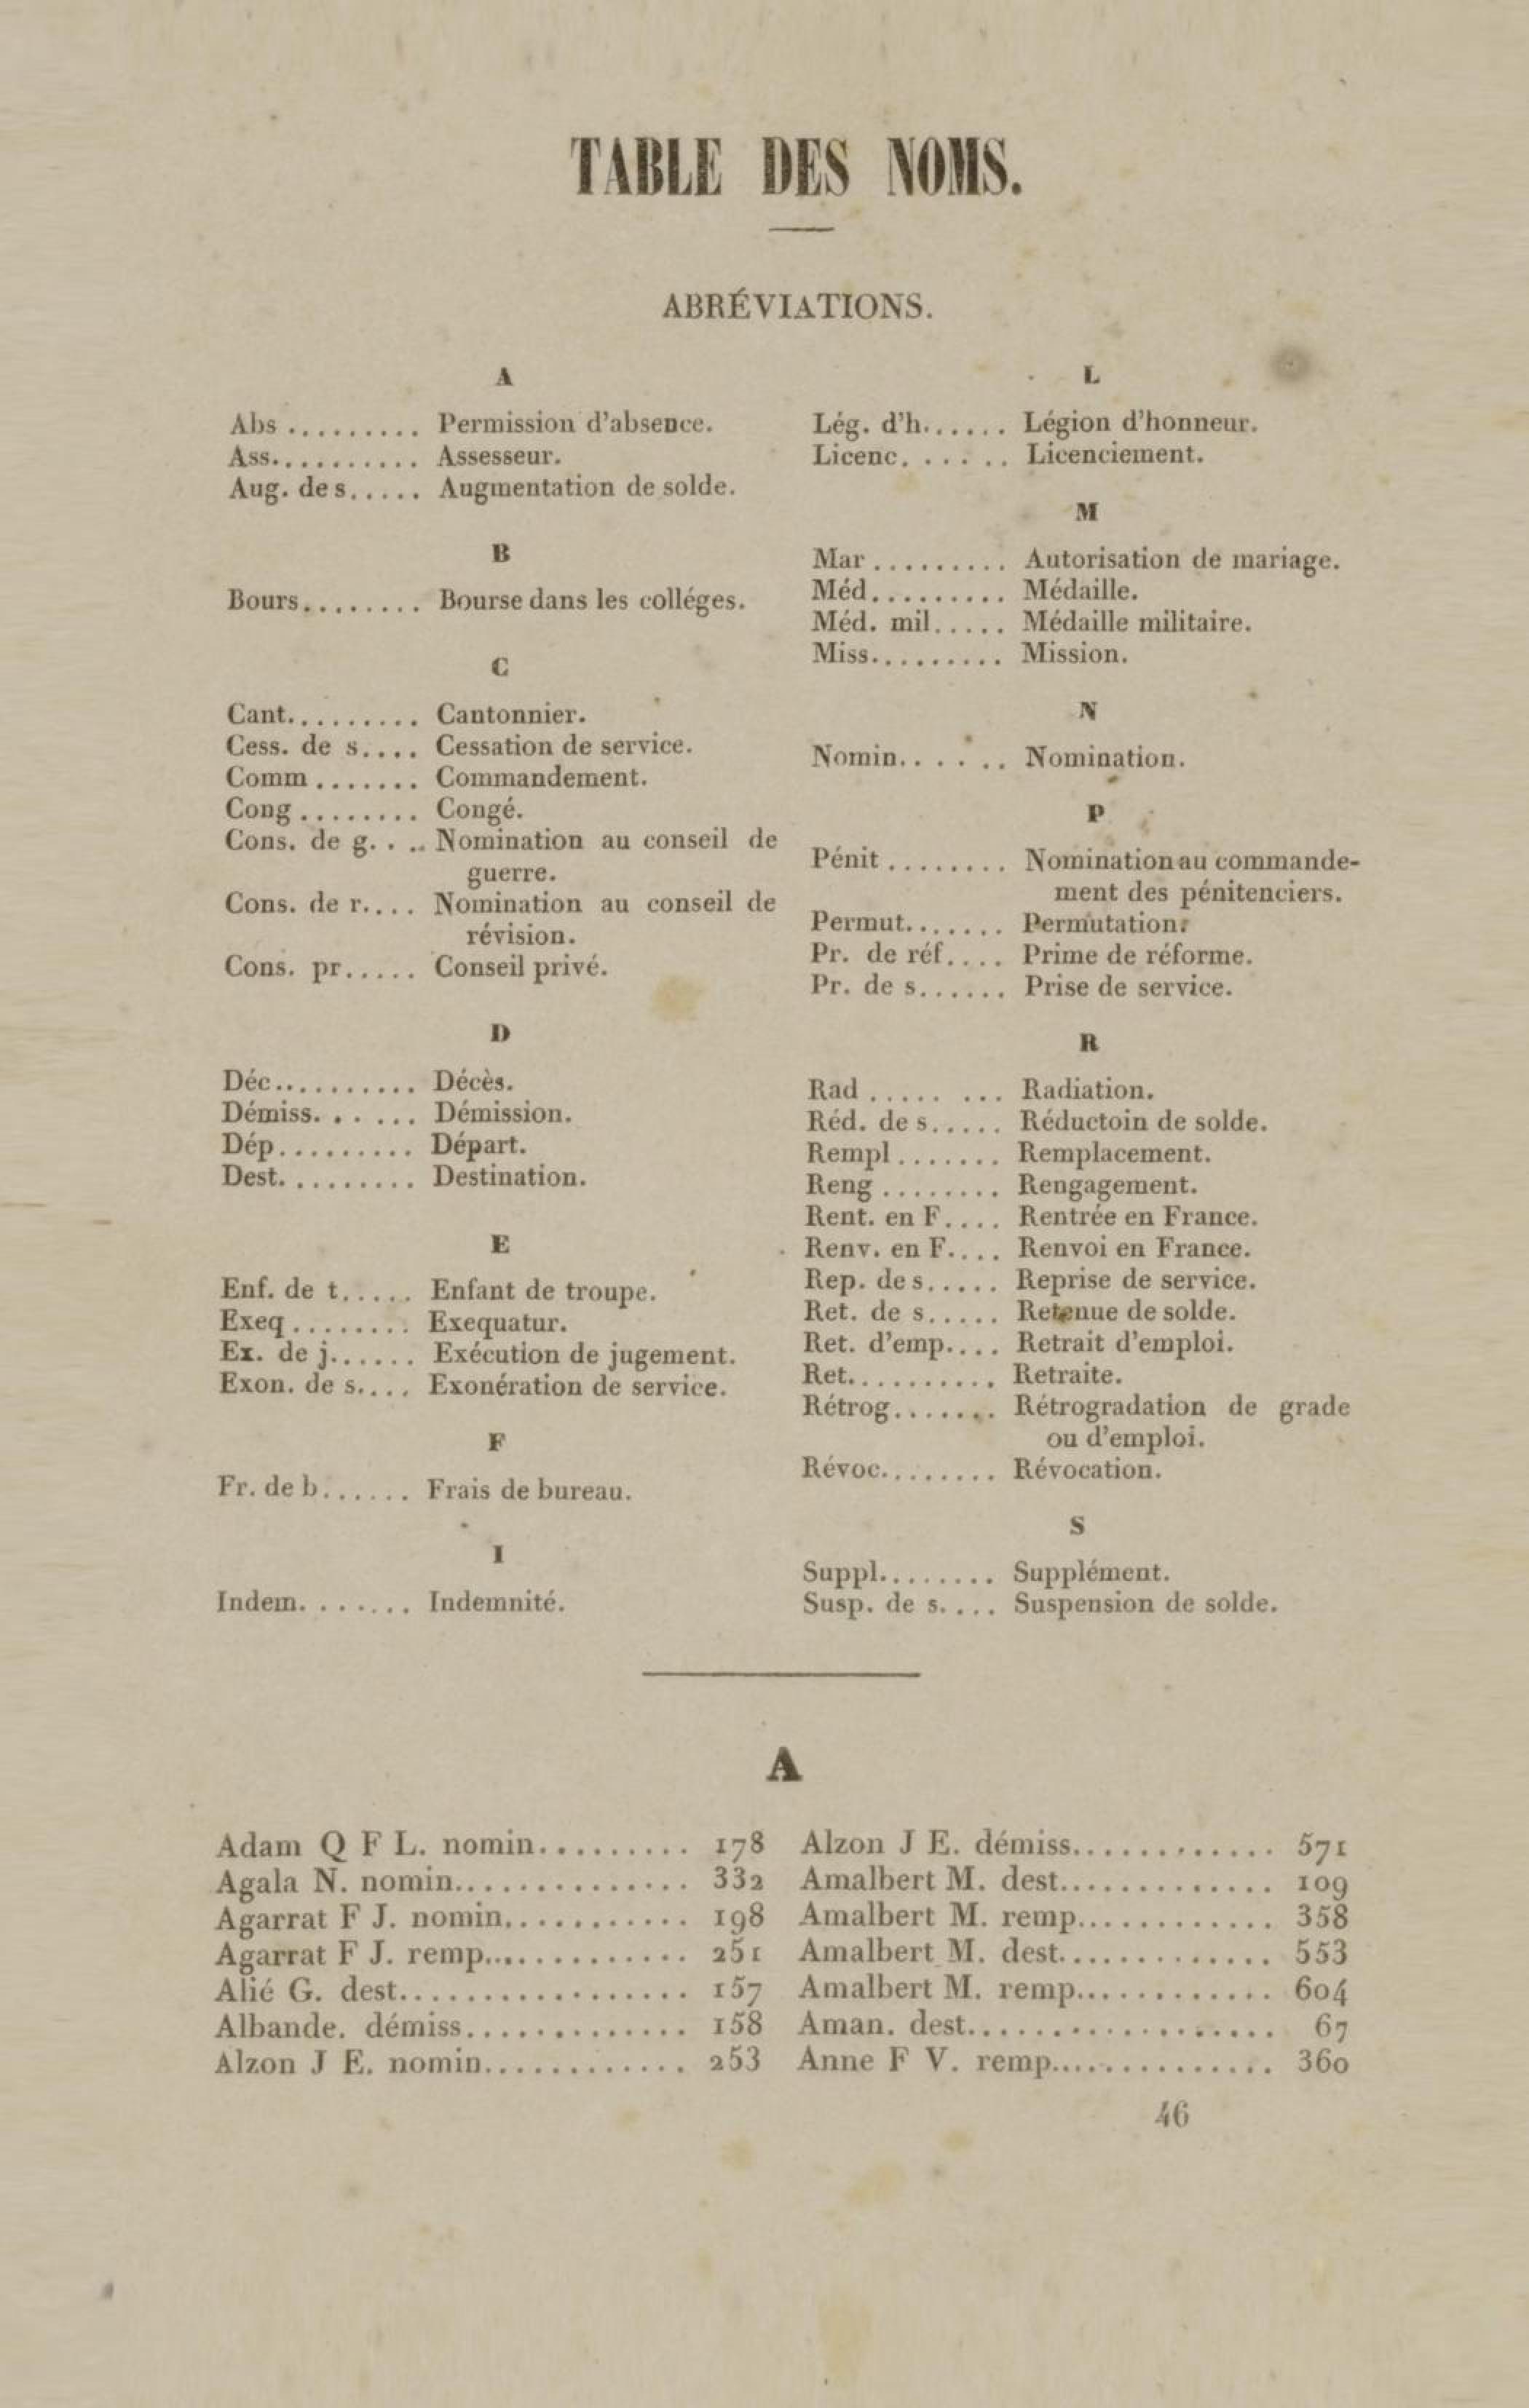 TABLE DES NOMS.
ABRÉVIATIONS.
A
Abs ......... Permission d'absence.
Ass.......... Assesseur.
Aug. de s..... Augmentation de solde.
B
Bours........ Bourse dans les colléges.
C
Cant......... Cantonnier.
Cess. de s.... Cessation de service.
Comm ....... Commandement.
Cong ........ Congé.
Cons. de g. . .. Nomination au conseil de
guerre.
Cons. de r.... Nomination au conseil de
révision.
Cons. pr..... Conseil privé.
D
Déc.......... Décès.
Démiss. . . ... Démission.
Dép......... Départ.
Dest. ........ Destination.
E
Enf. de t..... Enfant de troupe.
Exeq ........ Exequatur.
Ex. de j...... Exécution de jugement.
Exon. de s.... Exonération de service.
F
Fr. de b...... Frais de bureau.
I
Indem. . . .... Indemnité.
L
Lég. d'h...... Légion d'honneur.
Licenc. . . . .. Licenciement.
M
Mar ......... Autorisation de mariage.
Méd......... Médaille.
Méd. mil..... Médaille militaire.
Miss......... Mission.
N
Nomin.. . . .. Nomination.
P
Pénit ........ Nomination au commande-
ment des pénitenciers.
Permut....... Permutation.
Pr. de réf.... Prime de réforme.
Pr. de s...... Prise de service.
R
Rad ..... ... Radiation.
Réd. de s..... Réductoin de solde.
Rempl ....... Remplacement.
Reng ........ Rengagement.
Rent. en F.... Rentrée en France.
Renv. en F.... Renvoi en France.
Rep. de s..... Reprise de service.
Ret. de s..... Retenue de solde.
Ret. d'emp.... Retrait d'emploi.
Ret.......... Retraite.
Rétrog....... Rétrogradation de grade
ou d'emploi.
Révoc........ Révocation.
S
Suppl........ Supplément.
Susp. de s.... Suspension de solde.
A
Adam Q F L. nomin......... 178
Agala N. nomin.............. 332
Agarrat F J. nomin........... 198
Agarrat F J. remp............. 251
Alié G. dest................. 157
Albande. démiss............. 158
Alzon J E. nomin............ 253
Alzon J E. démiss............ 571
Amalbert M. dest............. 109
Amalbert M. remp............ 358
Amalbert M. dest............. 553
Amalbert M. remp............ 604
Aman. dest.................. 67
Anne F V. remp.............. 360
46